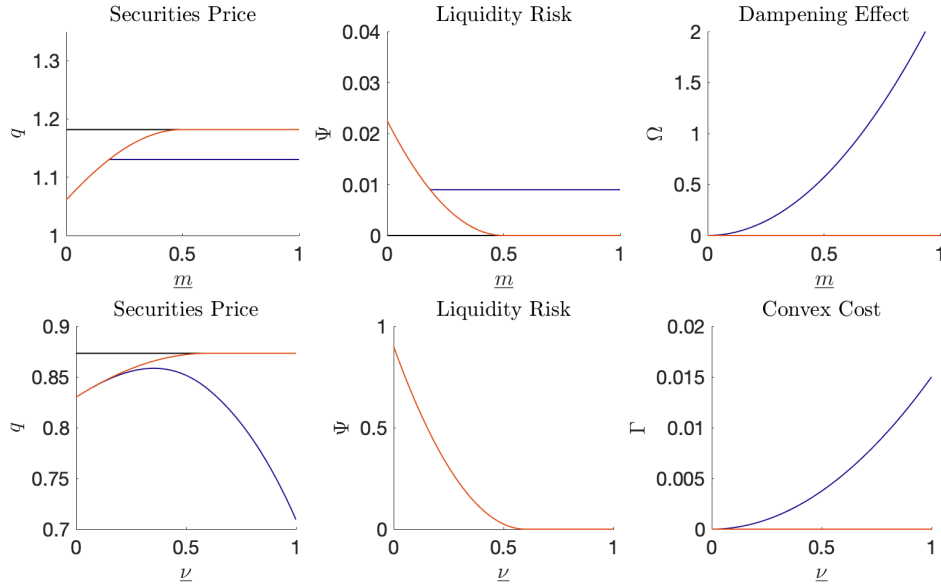 Securities Price
1.3
1.2
1.1
1
q
0
0.5
1
m
Liquidity Risk
0.04
0.03
0.02
0.01
0
Ψ
0
0.5
1
m
Dampening Effect
2
1.5
1
0.5
0
Ω
0
0.5
1
m
Securities Price
0.9
0.85
0.8
0.75
0.7
q
0
0.5
1
ν
Liquidity Risk
1
0.5
0
Ψ
0
0.5
1
ν
Convex Cost
0.02
0.015
0.01
0.005
0
Γ
0
0.5
1
ν